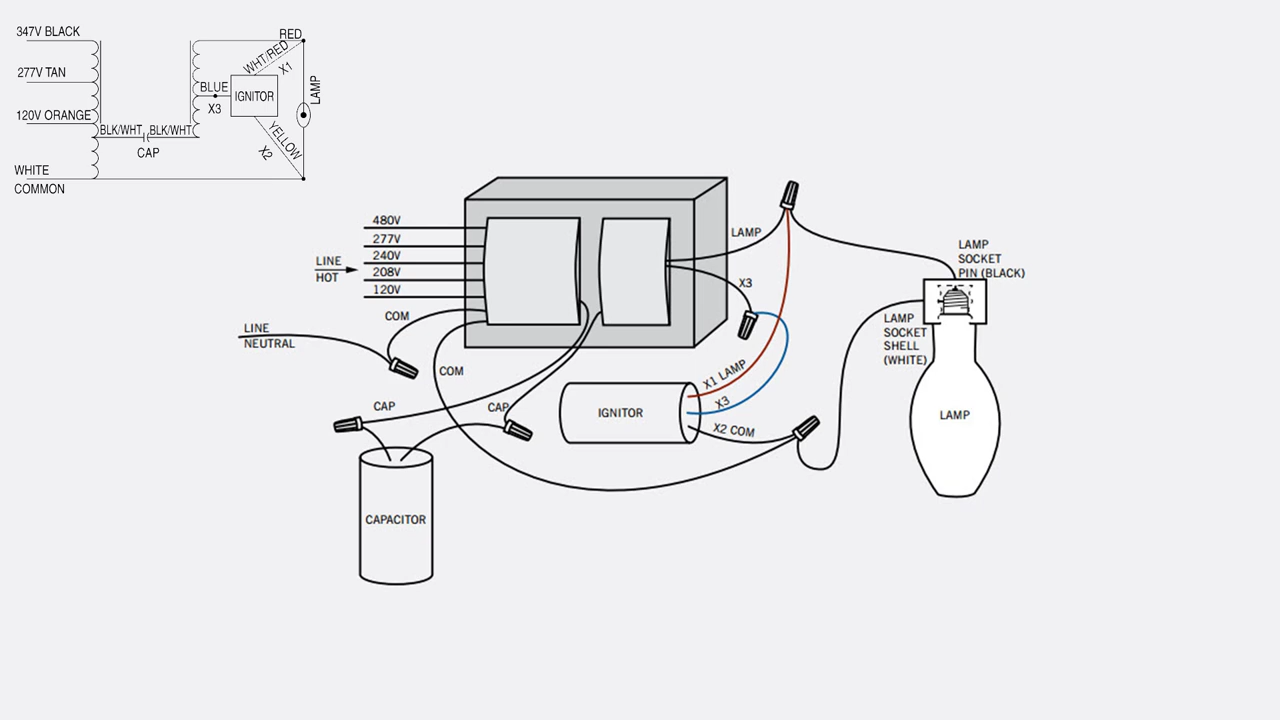 347V BLACK
277V TAN
120V ORANGE
WHITE
COMMON
BLK/WHT
BLK/WHT
CAP
BLUE
X3
IGNITOR
WHT/RED
X1
RED
LAMP
YELLOW
X2
480V
277V
240V
208V
120V
LINE
HOT
COM
LINE
NEUTRAL
COM
CAP
CAP
CAPACITOR
LAMP
X3
X1 LAMP
X3
X2 COM
IGNITOR
LAMP
SOCKET
PIN (BLACK)
LAMP
SOCKET
SHELL
(WHITE)
LAMP